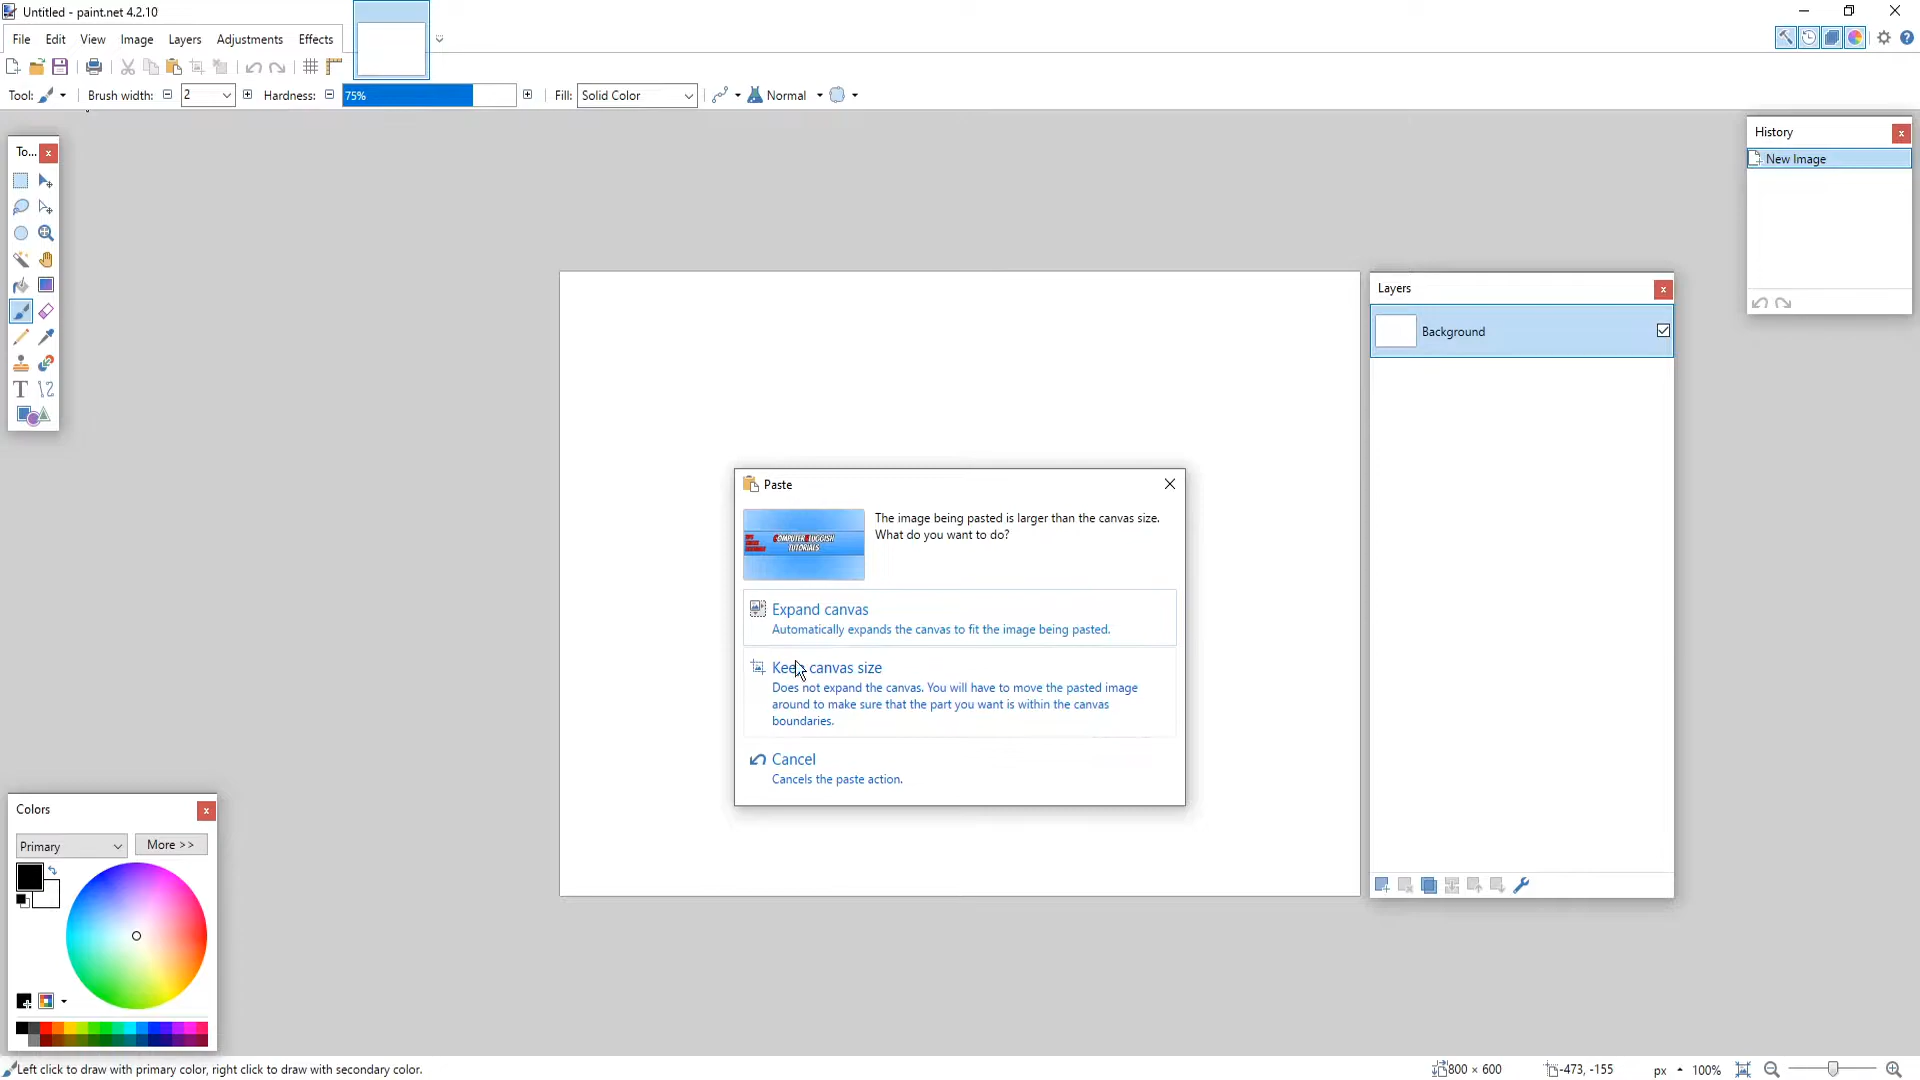 Untitled - paint.net 4.2.10
File Edit View Image Layers Adjustments Effects
Tool: Brush width: 2 Hardness: 75% Fill: Solid Color Normal
To...
History
New Image
Layers
Background
Paste
The image being pasted is larger than the canvas size.
What do you want to do?
TUTORIALS
Expand canvas
Automatically expands the canvas to fit the image being pasted.
Keep canvas size
Does not expand the canvas. You will have to move the pasted image
around to make sure that the part you want is within the canvas
boundaries.
Cancel
Cancels the paste action.
Colors
Primary
More >>
Left click to draw with primary color, right click to draw with secondary color.
800 × 600
-473, -155
px
100%